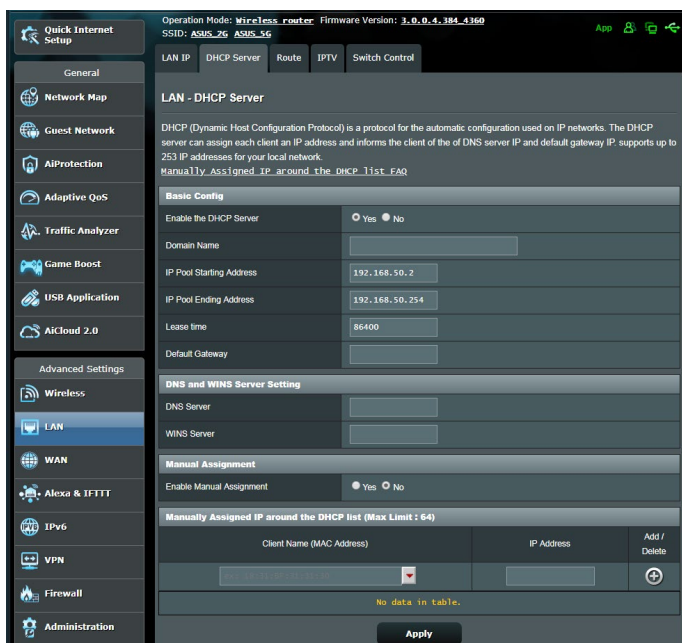 Quick Internet Setup
General
Network Map
Guest Network
AiProtection
Adaptive QoS
Traffic Analyzer
Game Boost
USB Application
AiCloud 2.0
Advanced Settings
Wireless
LAN
WAN
Alexa & IFTTT
IPv6
VPN
Firewall
Administration
Operation Mode: Wireless router Firmware Version: 3.0.0.4.384_4360
SSID: ASUS_2G ASUS_5G
App
LAN IP DHCP Server Route IPTV Switch Control
LAN - DHCP Server
DHCP (Dynamic Host Configuration Protocol) is a protocol for the automatic configuration used on IP networks. The DHCP
server can assign each client an IP address and informs the client of the of DNS server IP and default gateway IP. supports up to
253 IP addresses for your local network.
Manually Assigned IP around the DHCP list FAQ
Basic Config
Enable the DHCP Server Yes No
Domain Name
IP Pool Starting Address 192.168.50.2
IP Pool Ending Address 192.168.50.254
Lease time 86400
Default Gateway
DNS and WINS Server Setting
DNS Server
WINS Server
Manual Assignment
Enable Manual Assignment Yes No
Manually Assigned IP around the DHCP list (Max Limit : 64)
Client Name (MAC Address) IP Address Add / Delete
No data in table.
Apply